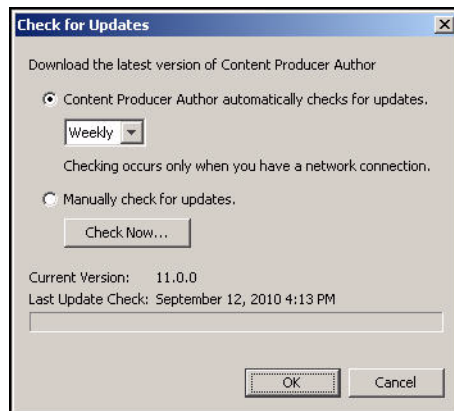 Check for Updates
Download the latest version of Content Producer Author
Content Producer Author automatically checks for updates.
Weekly
Checking occurs only when you have a network connection.
Manually check for updates.
Check Now...
Current Version: 11.0.0
Last Update Check: September 12, 2010 4:13 PM
OK Cancel